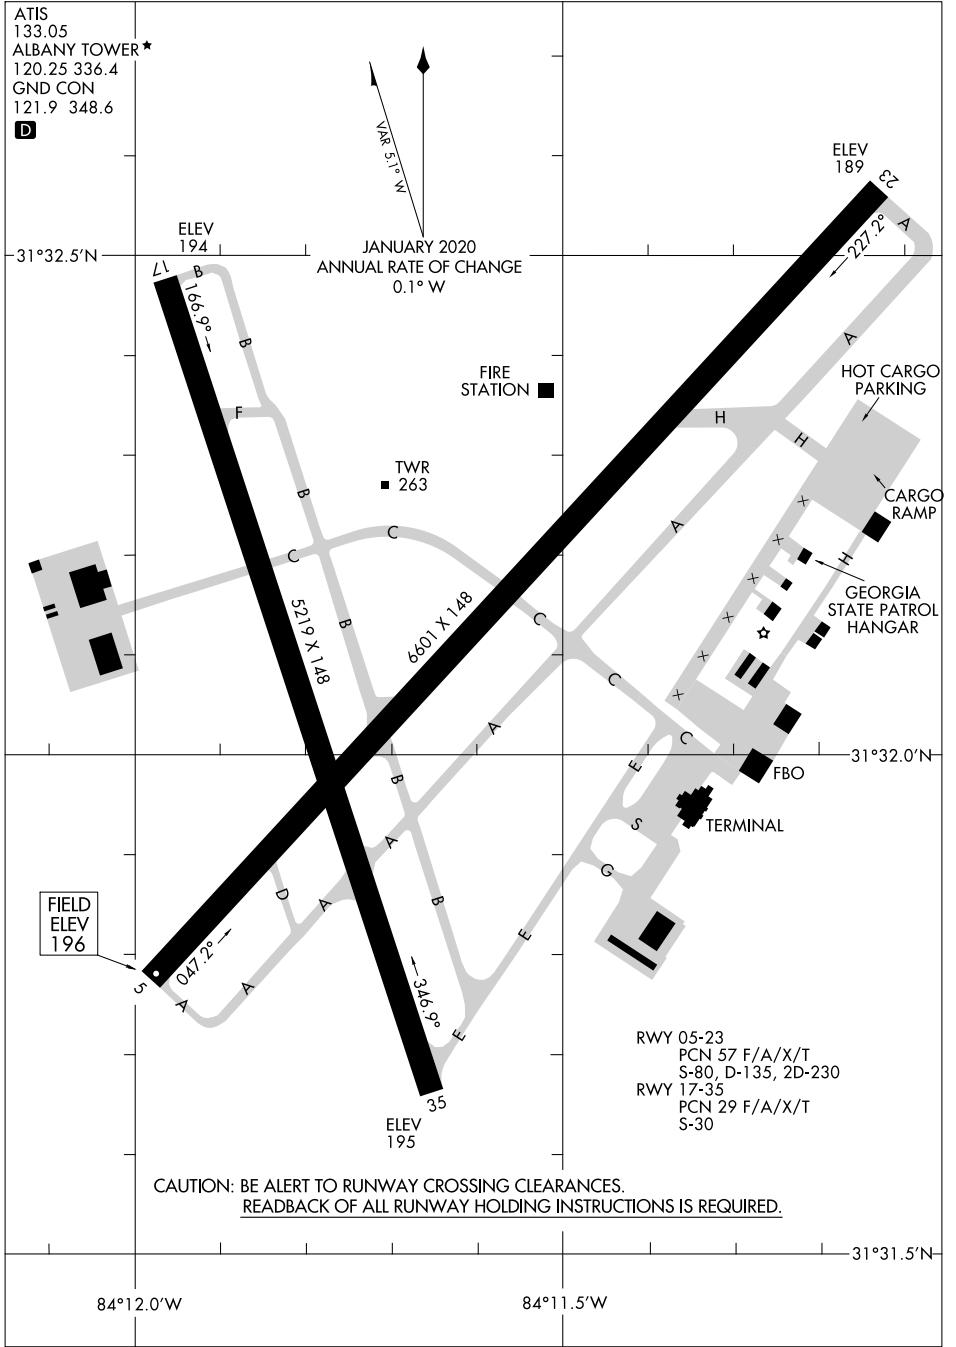 ATIS
133.05
ALBANY TOWER★
120.25 336.4
GND CON
121.9 348.6
D
VAR 5.1° W
JANUARY 2020
ANNUAL RATE OF CHANGE
0.1° W
ELEV
189
23
A
227.2°
ELEV
194
31°32.5'N
17
B
166.9°
B
A
FIRE
STATION
HOT CARGO
PARKING
F
H
H
TWR
263
B
CARGO
RAMP
X
A
C
C
X
H
X
GEORGIA
STATE PATROL
HANGAR
5219 X 148
6601 X 148
B
C
X
X
C
X
A
C
31°32.0'N
E
B
FBO
S
TERMINAL
A
G
D
A
B
FIELD
ELEV
196
E
047.2°
5
A
A
346.9°
E
35
ELEV
195
RWY 05-23
PCN 57 F/A/X/T
S-80, D-135, 2D-230
RWY 17-35
PCN 29 F/A/X/T
S-30
CAUTION: BE ALERT TO RUNWAY CROSSING CLEARANCES.
READBACK OF ALL RUNWAY HOLDING INSTRUCTIONS IS REQUIRED.
31°31.5'N
84°12.0'W
84°11.5'W